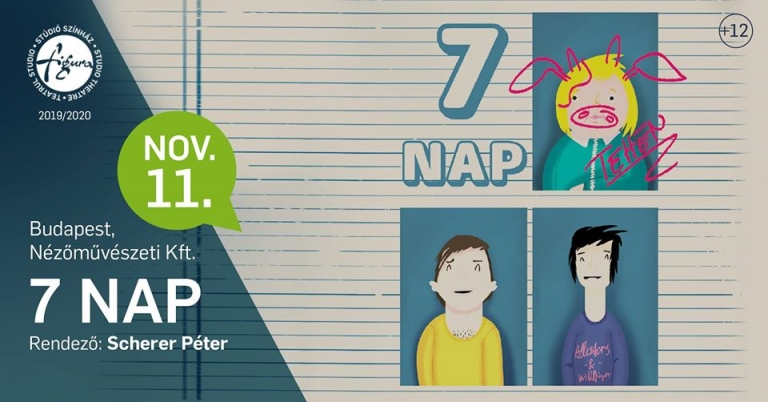 STÚDIÓ SZÍNHÁZ • STUDIO THEATRE • TEATRUL STUDIO •
figura
2019/2020
NOV.
11.
Budapest,
Nézőművészeti Kft.
7 NAP
Rendező: Scherer Péter
7
NAP
+12
TEHEN
&